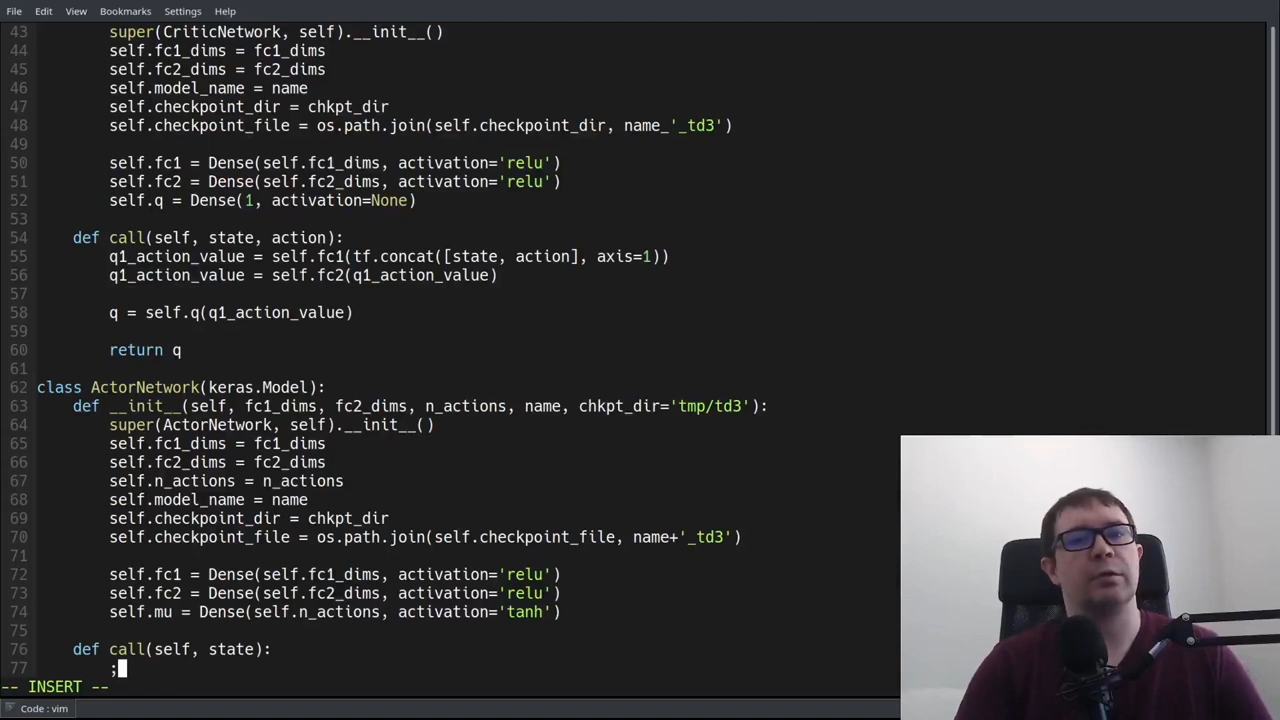 File Edit View Bookmarks Settings Help
43 super(CriticNetwork, self).__init__()
44 self.fc1_dims = fc1_dims
45 self.fc2_dims = fc2_dims
46 self.model_name = name
47 self.checkpoint_dir = chkpt_dir
48 self.checkpoint_file = os.path.join(self.checkpoint_dir, name_'_td3')
49
50 self.fc1 = Dense(self.fc1_dims, activation='relu')
51 self.fc2 = Dense(self.fc2_dims, activation='relu')
52 self.q = Dense(1, activation=None)
53
54 def call(self, state, action):
55 q1_action_value = self.fc1(tf.concat([state, action], axis=1))
56 q1_action_value = self.fc2(q1_action_value)
57
58 q = self.q(q1_action_value)
59
60 return q
61
62 class ActorNetwork(keras.Model):
63 def __init__(self, fc1_dims, fc2_dims, n_actions, name, chkpt_dir='tmp/td3'):
64 super(ActorNetwork, self).__init__()
65 self.fc1_dims = fc1_dims
66 self.fc2_dims = fc2_dims
67 self.n_actions = n_actions
68 self.model_name = name
69 self.checkpoint_dir = chkpt_dir
70 self.checkpoint_file = os.path.join(self.checkpoint_file, name+'_td3')
71
72 self.fc1 = Dense(self.fc1_dims, activation='relu')
73 self.fc2 = Dense(self.fc2_dims, activation='relu')
74 self.mu = Dense(self.n_actions, activation='tanh')
75
76 def call(self, state):
77 ;
-- INSERT --
Code : vim